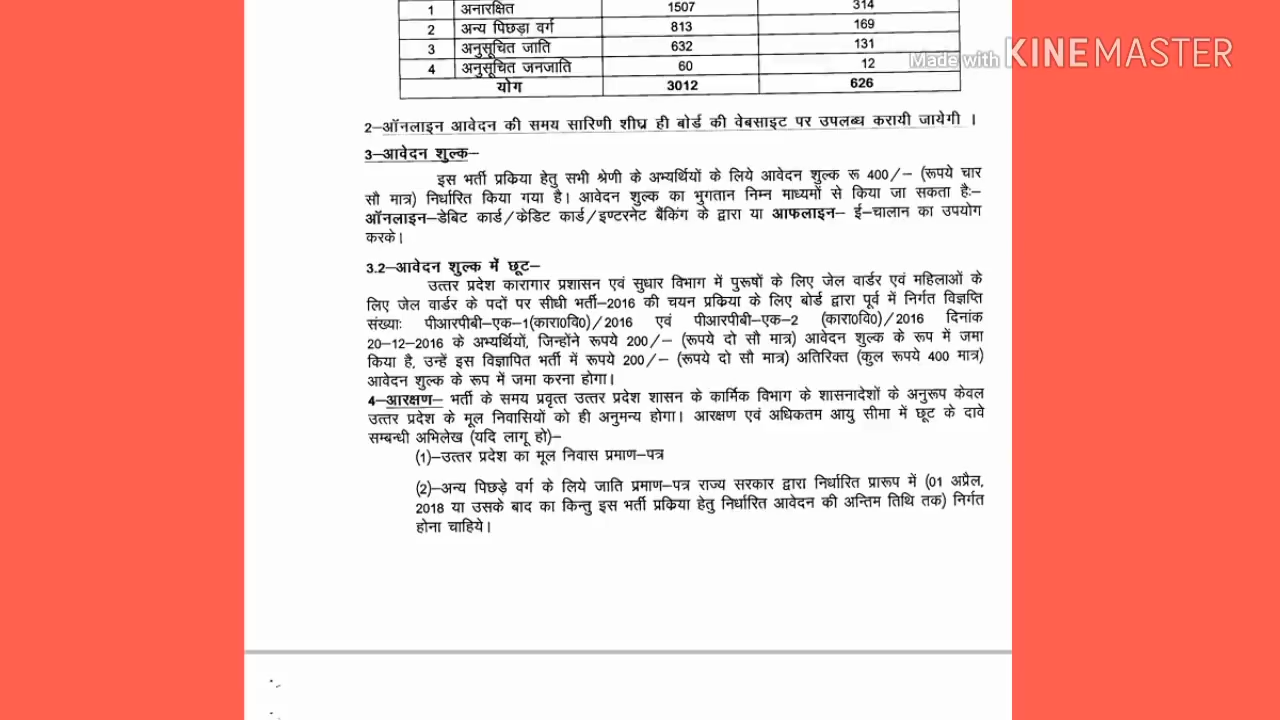 1 अनारक्षित 1507 314
2 अन्य पिछड़ा वर्ग 813 169
3 अनुसूचित जाति 632 131
4 अनुसूचित जनजाति 60 12
योग 3012 626
Made with KINEMASTER
2–ऑनलाइन आवेदन की समय सारिणी शीघ्र ही बोर्ड की वेबसाइट पर उपलब्ध करायी जायेगी ।
3–आवेदन शुल्क–
इस भर्ती प्रकिया हेतु सभी श्रेणी के अभ्यर्थियों के लिये आवेदन शुल्क रू 400/– (रूपये चार
सौ मात्र) निर्धारित किया गया है। आवेदन शुल्क का भुगतान निम्न माध्यमों से किया जा सकता हैः–
ऑनलाइन–डेबिट कार्ड/केडिट कार्ड/इण्टरनेट बैंकिंग के द्वारा या आफलाइन– ई–चालान का उपयोग
करके।
3.2–आवेदन शुल्क में छूट–
उत्तर प्रदेश कारागार प्रशासन एवं सुधार विभाग में पुरूषों के लिए जेल वार्डर एवं महिलाओं के
लिए जेल वार्डर के पदों पर सीधी भर्ती–2016 की चयन प्रकिया के लिए बोर्ड द्वारा पूर्व में निर्गत विज्ञप्ति
संख्याः पीआरपीबी–एक–1(कारा0वि0)/2016 एवं पीआरपीबी–एक–2 (कारा0वि0)/2016 दिनांक
20–12–2016 के अभ्यर्थियों, जिन्होंने रूपये 200/– (रूपये दो सौ मात्र) आवेदन शुल्क के रूप में जमा
किया है, उन्हें इस विज्ञापित भर्ती में रूपये 200/– (रूपये दो सौ मात्र) अतिरिक्त (कुल रूपये 400 मात्र)
आवेदन शुल्क के रूप में जमा करना होगा।
4–आरक्षण– भर्ती के समय प्रवृत्त उत्तर प्रदेश शासन के कार्मिक विभाग के शासनादेशों के अनुरूप केवल
उत्तर प्रदेश के मूल निवासियों को ही अनुमन्य होगा। आरक्षण एवं अधिकतम आयु सीमा में छूट के दावे
सम्बन्धी अभिलेख (यदि लागू हो)–
(1)–उत्तर प्रदेश का मूल निवास प्रमाण–पत्र
(2)–अन्य पिछड़े वर्ग के लिये जाति प्रमाण–पत्र राज्य सरकार द्वारा निर्धारित प्रारूप में (01 अप्रैल,
2018 या उसके बाद का किन्तु इस भर्ती प्रकिया हेतु निर्धारित आवेदन की अन्तिम तिथि तक) निर्गत
होना चाहिये।